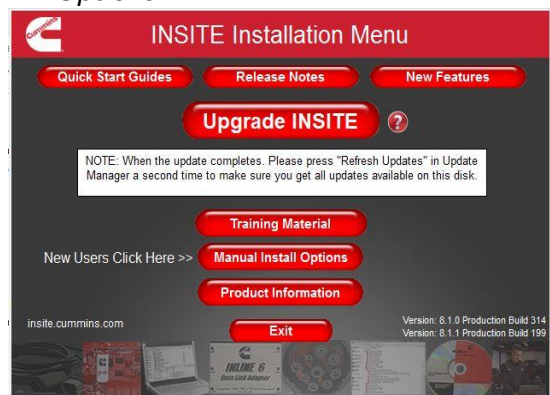 INSITE Installation Menu
Quick Start Guides
Release Notes
New Features
Upgrade INSITE
?
NOTE: When the update completes. Please press "Refresh Updates" in Update
Manager a second time to make sure you get all updates available on this disk.
Training Material
New Users Click Here >>
Manual Install Options
Product Information
insite.cummins.com
Exit
Version: 8.1.0 Production Build 314
Version: 8.1.1 Production Build 199
INLINE 6
Data Link Adapter